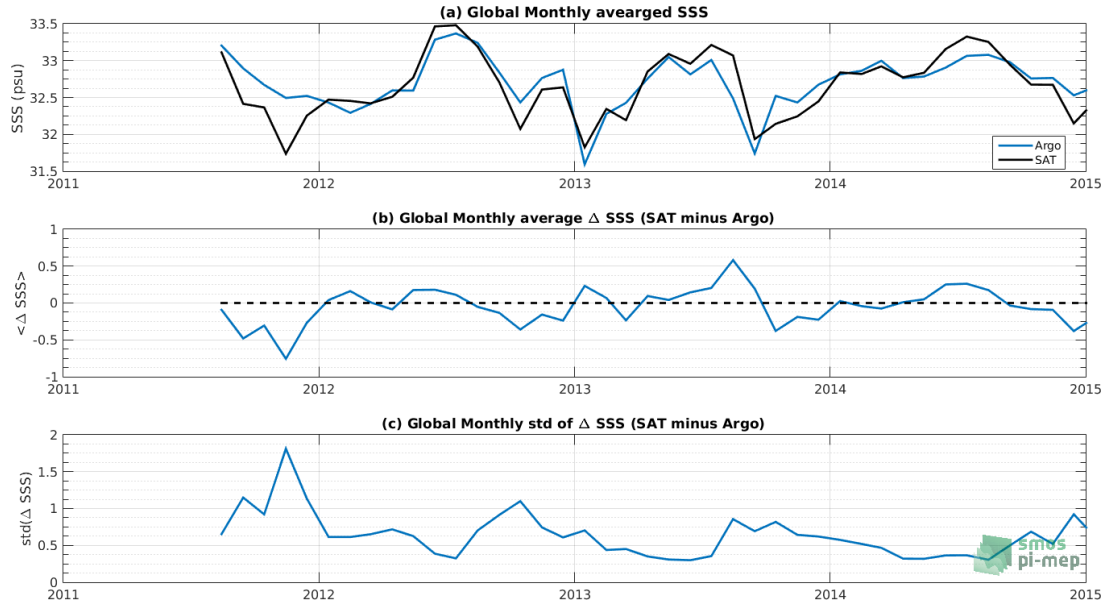 (a) Global Monthly avearged SSS
33.5
33
32.5
32
31.5
SSS (psu)
Argo
SAT
2011 2012 2013 2014 2015
(b) Global Monthly average Δ SSS (SAT minus Argo)
1
0.5
0
-0.5
-1
<Δ SSS>
2011 2012 2013 2014 2015
(c) Global Monthly std of Δ SSS (SAT minus Argo)
2
1.5
1
0.5
0
std(Δ SSS)
smos
pi-mep
2011 2012 2013 2014 2015